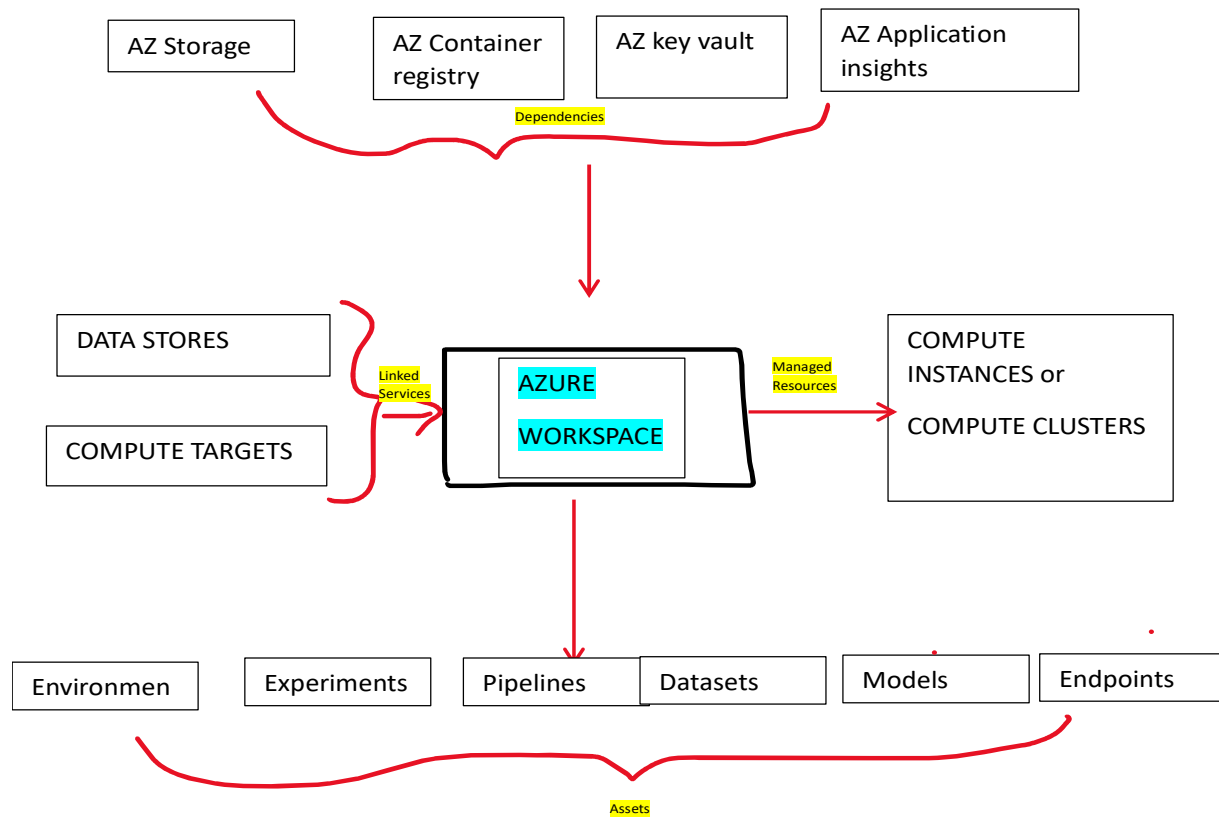 AZ Storage
AZ Container
registry
AZ key vault
AZ Application
insights
Dependencies
DATA STORES
COMPUTE TARGETS
Linked
Services
AZURE
WORKSPACE
Managed
Resources
COMPUTE
INSTANCES or
COMPUTE CLUSTERS
Environmen
Experiments
Pipelines
Datasets
Models
Endpoints
Assets